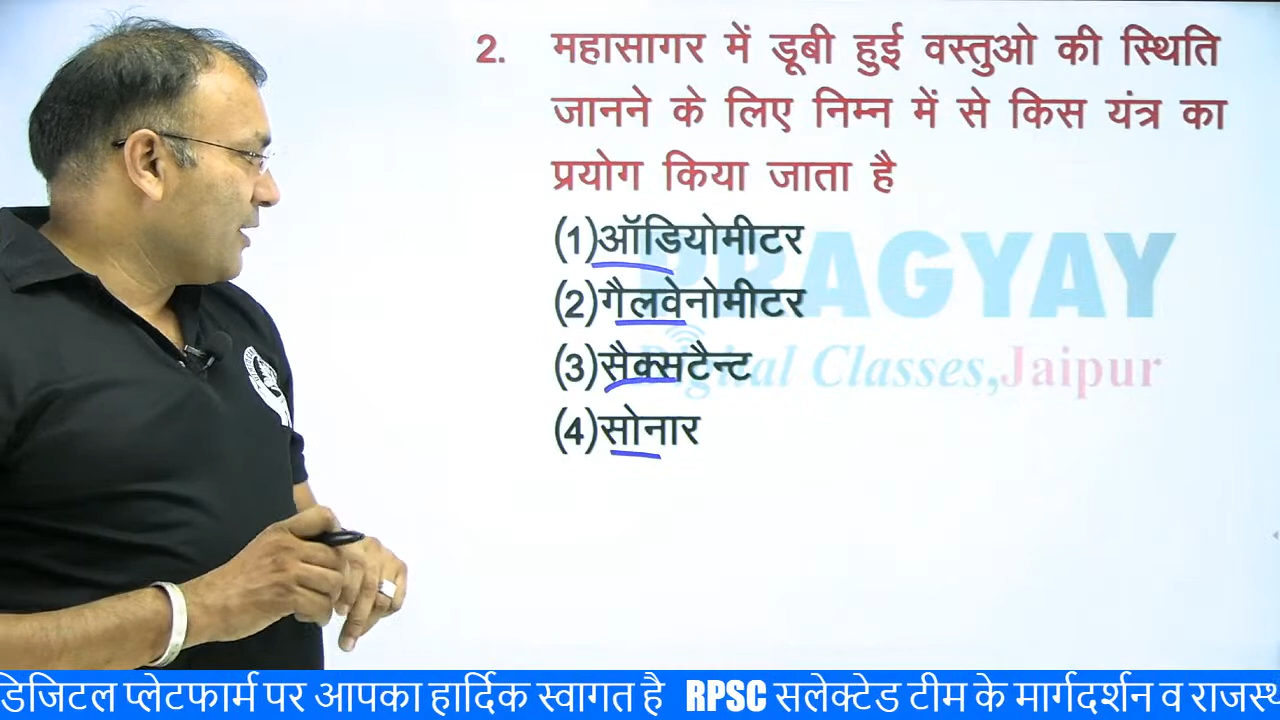 2. महासागर में डूबी हुई वस्तुओ की स्थिति
जानने के लिए निम्न में से किस यंत्र का
प्रयोग किया जाता है
(1)ऑडियोमीटर
(2)गैलवेनोमीटर
(3)सैक्सटैन्ट
(4)सोनार
PRAGYAY
Digital Classes,Jaipur
डिजिटल प्लेटफार्म पर आपका हार्दिक स्वागत है RPSC सलेक्टेड टीम के मार्गदर्शन व राजस्थ